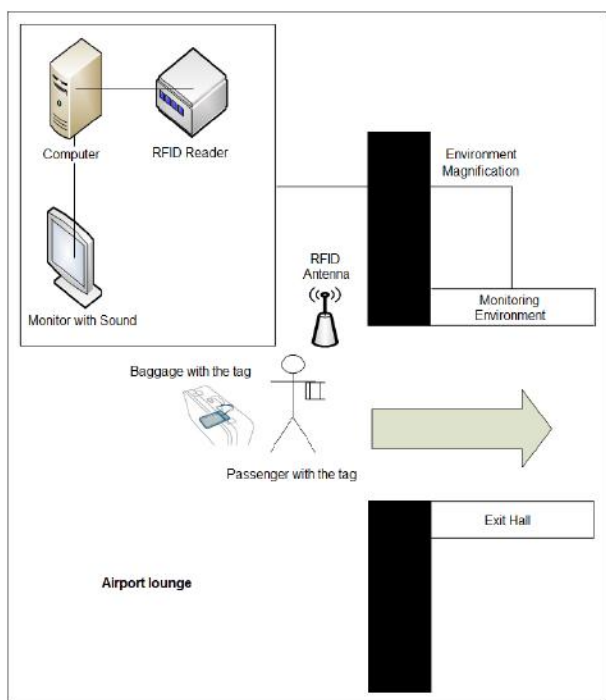 Computer
RFID Reader
Environment
Magnification
RFID
Antenna
Monitoring
Environment
Monitor with Sound
Baggage with the tag
Passenger with the tag
Exit Hall
Airport lounge